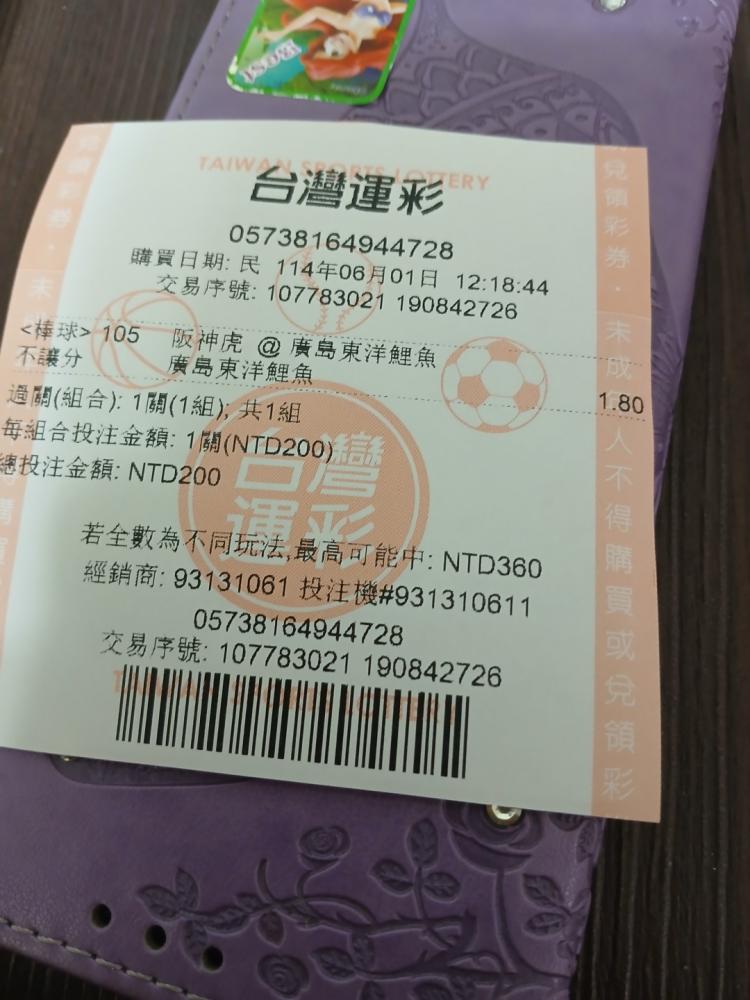 Best
TAIWAN SPORTS LOTTERY
台灣運彩
05738164944728
購買日期: 民 114年06月01日 12:18:44
交易序號: 107783021 190842726
<棒球> 105 阪神虎 @ 廣島東洋鯉魚
不讓分 廣島東洋鯉魚 1.80
過關(組合): 1關(1組), 共1組
每組合投注金額: 1關(NTD200)
總投注金額: NTD200
台灣
運彩
若全數為不同玩法,最高可能中: NTD360
經銷商: 93131061 投注機#931310611
05738164944728
交易序號: 107783021 190842726
TAIWAN SPORTS LOTTERY
兌領彩券．未成 人不得購買或兌領彩